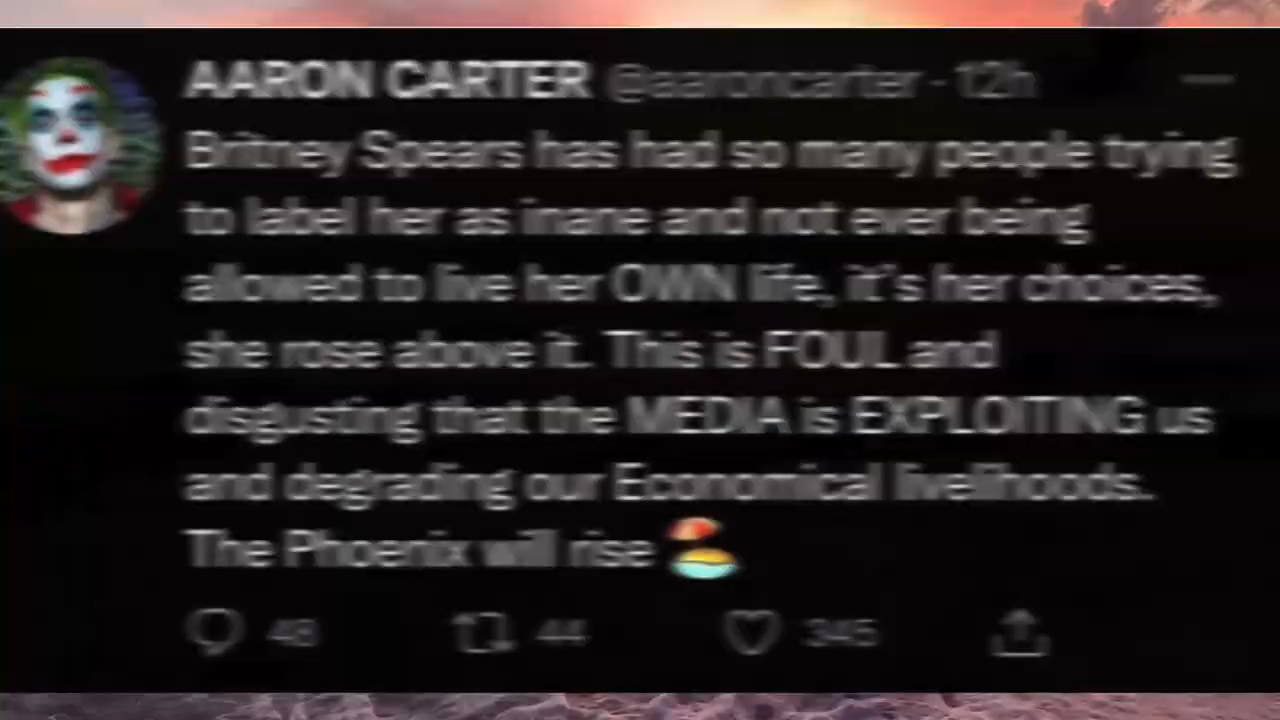 AARON CARTER @aaroncarter · 12h
Britney Spears has had so many people trying
to label her as inane and not ever being
allowed to live her OWN life, it's her choices,
she rose above it. This is FOUL and
disgusting that the MEDIA is EXPLOITING us
and degrading our Economical livelihoods.
The Phoenix will rise
48 44 345